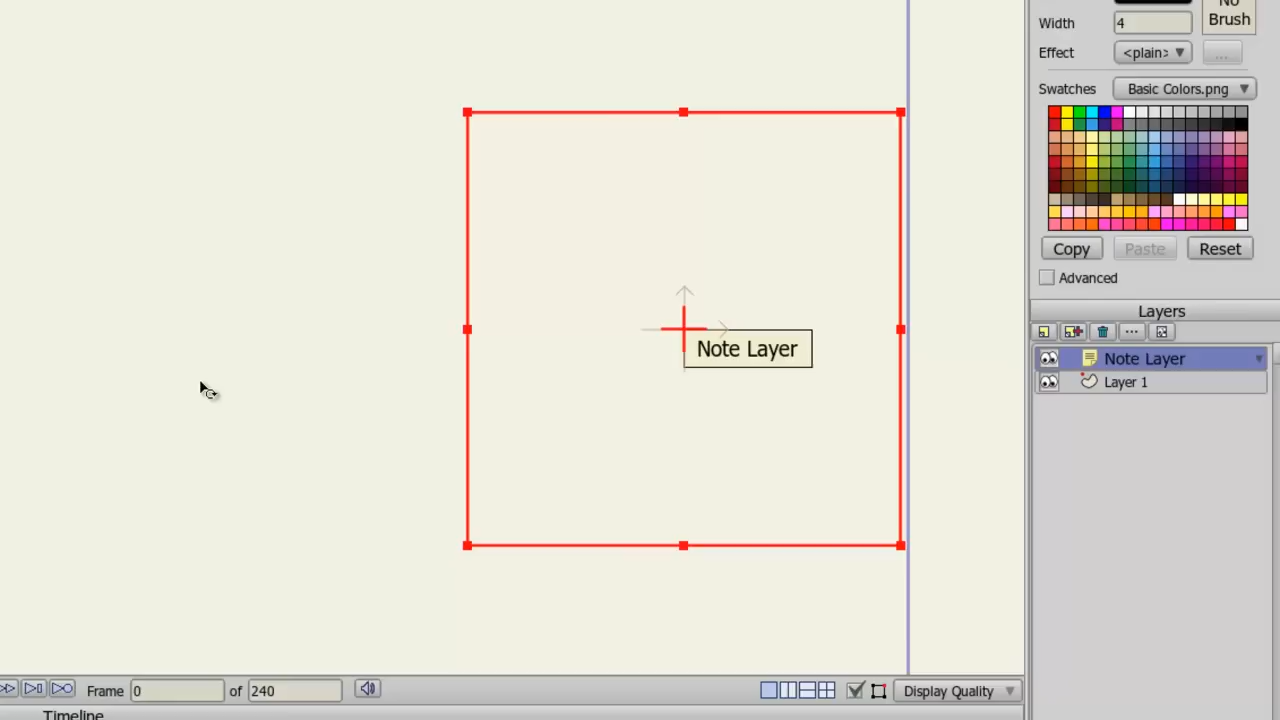 No
Brush
Width
4
Effect
<plain>
...
Swatches
Basic Colors.png
Copy
Paste
Reset
Advanced
Layers
Note Layer
Layer 1
Note Layer
Frame
0
of
240
Display Quality
Timeline